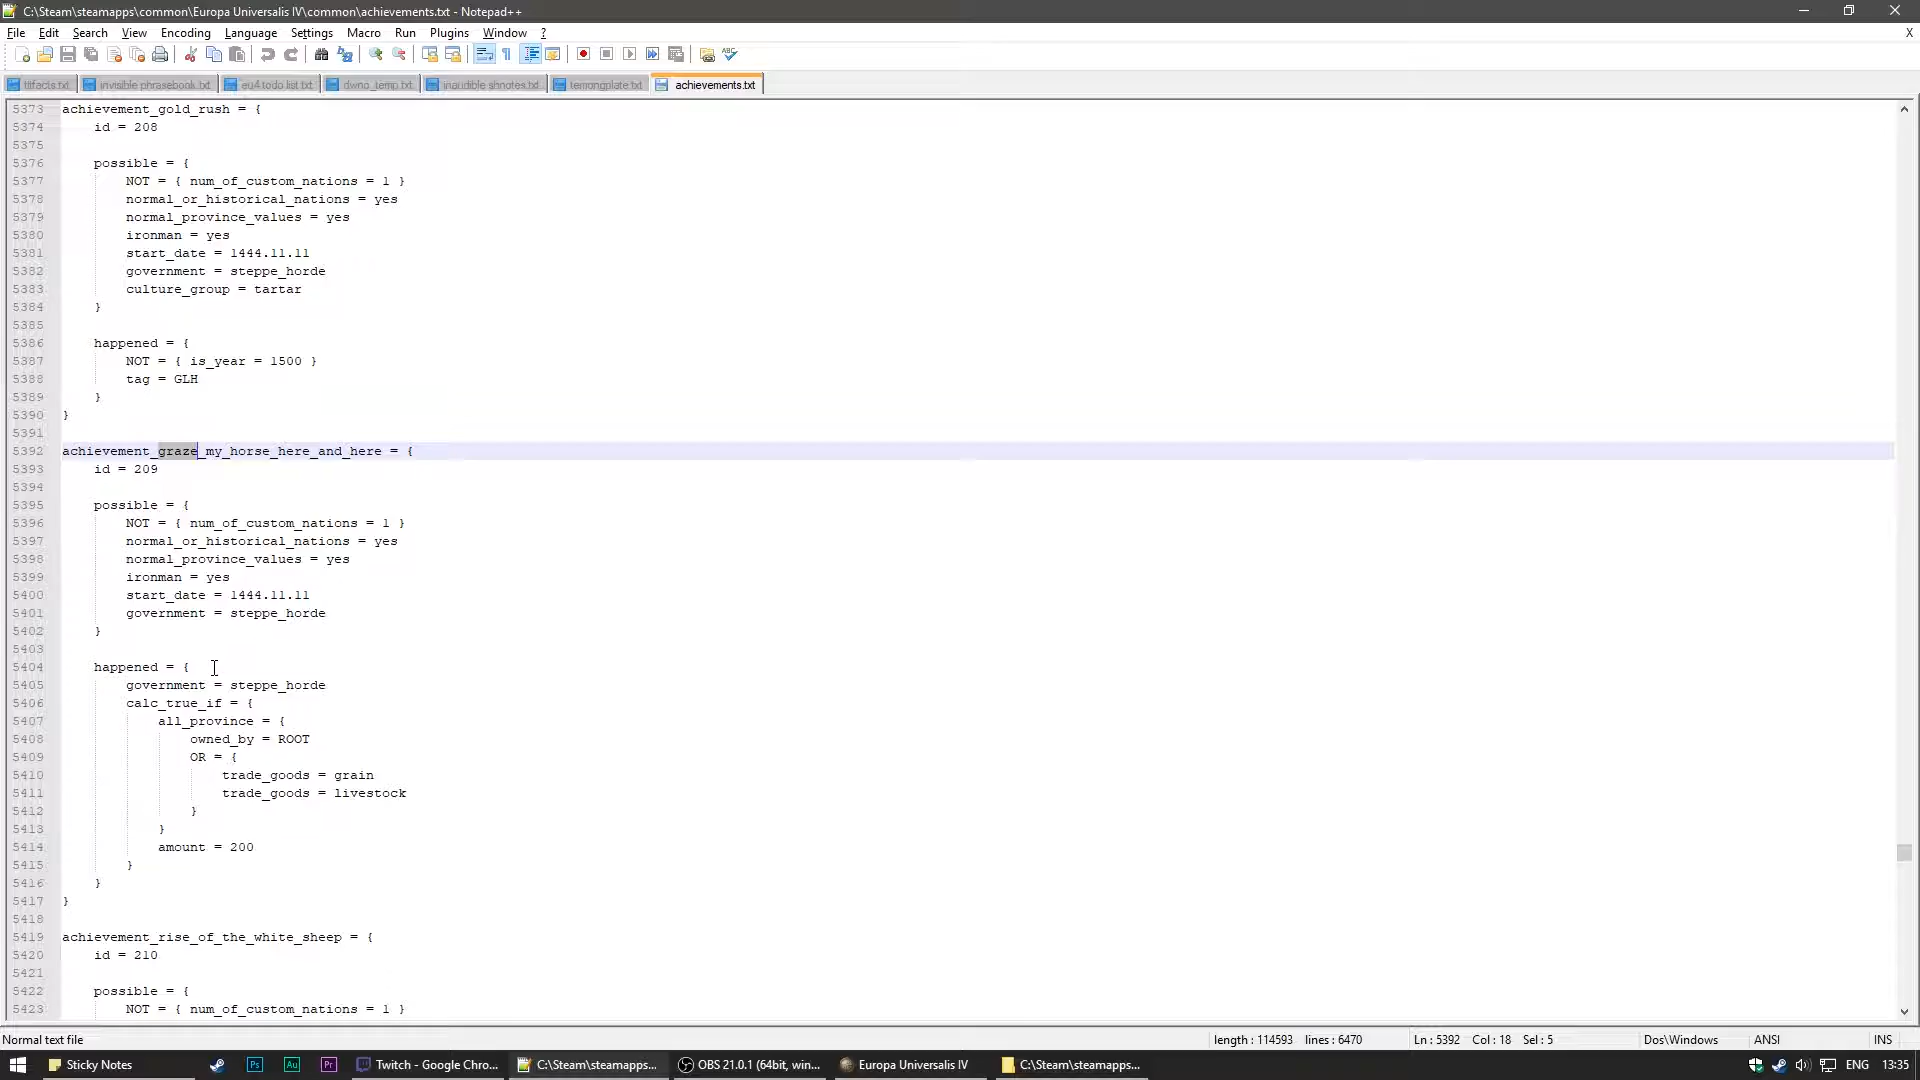 C:\Steam\steamapps\common\Europa Universalis IV\common\achievements.txt - Notepad++
File Edit Search View Encoding Language Settings Macro Run Plugins Window ? X
invisible phrasebook.txt eu4 todo list.txt dwno_temp.txt inaudible shnotes.txt temongplate.txt achievements.txt
5373 achievement_gold_rush = {
5374 id = 208
5375
5376 possible = {
5377 NOT = { num_of_custom_nations = 1 }
5378 normal_or_historical_nations = yes
5379 normal_province_values = yes
5380 ironman = yes
5381 start_date = 1444.11.11
5382 government = steppe_horde
5383 culture_group = tartar
5384 }
5385
5386 happened = {
5387 NOT = { is_year = 1500 }
5388 tag = GLH
5389 }
5390 }
5391
5392 achievement_graze_my_horse_here_and_here = {
5393 id = 209
5394
5395 possible = {
5396 NOT = { num_of_custom_nations = 1 }
5397 normal_or_historical_nations = yes
5398 normal_province_values = yes
5399 ironman = yes
5400 start_date = 1444.11.11
5401 government = steppe_horde
5402 }
5403
5404 happened = {
5405 government = steppe_horde
5406 calc_true_if = {
5407 all_province = {
5408 owned_by = ROOT
5409 OR = {
5410 trade_goods = grain
5411 trade_goods = livestock
5412 }
5413 }
5414 amount = 200
5415 }
5416 }
5417 }
5418
5419 achievement_rise_of_the_white_sheep = {
5420 id = 210
5421
5422 possible = {
5423 NOT = { num_of_custom_nations = 1 }
Normal text file length : 114593 lines : 6470 Ln : 5392 Col : 18 Sel : 5 Dos\Windows ANSI INS
Sticky Notes Ps Au Pr Twitch - Google Chro... C:\Steam\steamapps... OBS 21.0.1 (64bit, win... Europa Universalis IV C:\Steam\steamapps... ENG 13:35